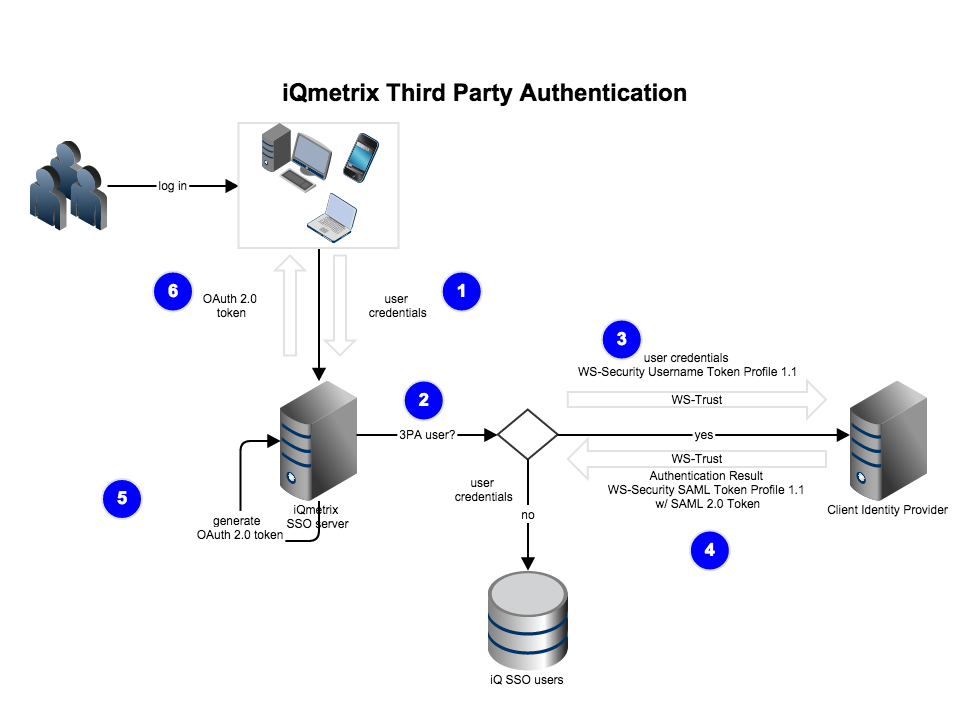 iQmetrix Third Party Authentication
log in
6
OAuth 2.0
token
user
credentials
1
3
user credentials
WS-Security Username Token Profile 1.1
WS-Trust
2
3PA user?
yes
WS-Trust
Authentication Result
WS-Security SAML Token Profile 1.1
w/ SAML 2.0 Token
Client Identity Provider
user
credentials
no
5
generate
OAuth 2.0 token
iQmetrix
SSO server
4
iQ SSO users